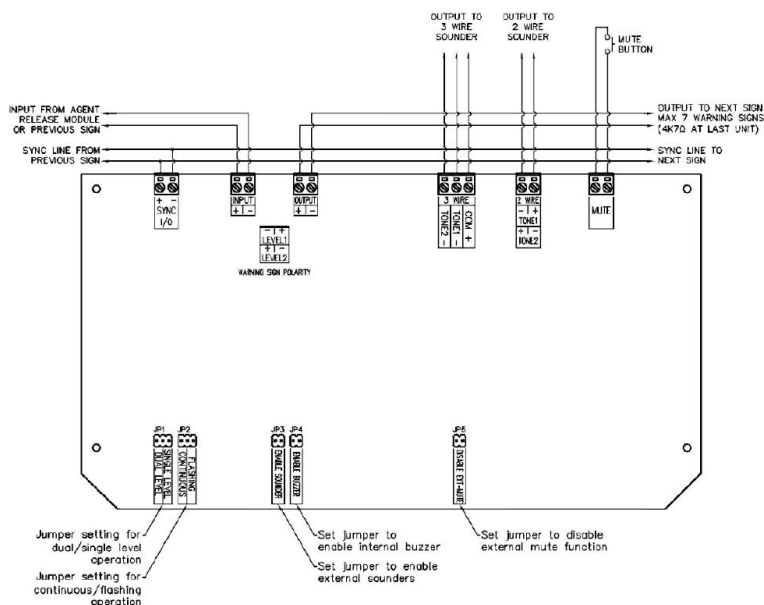 OUTPUT TO
3 WIRE
SOUNDER
OUTPUT TO
2 WIRE
SOUNDER
MUTE
BUTTON
INPUT FROM AGENT
RELEASE MODULE
OR PREVIOUS SIGN
OUTPUT TO NEXT SIGN
MAX 7 WARNING SIGNS
(4K7Ω AT LAST UNIT)
SYNC LINE FROM
PREVIOUS SIGN
SYNC LINE TO
NEXT SIGN
+ -
SYNC
I/O
INPUT
+ -
OUTPUT
+ -
- +
LEVEL1
+ -
LEVEL2
WARNING SIGN POLARITY
3 WIRE
TONE2 -
TONE1 -
COM +
2 WIRE
- +
TONE1
+ -
TONE2
MUTE
JP1
JP2
JP3
JP4
JP5
DUAL LEVEL
SINGLE LEVEL
CONTINUOUS
FLASHING
ENABLE SOUNDER
ENABLE BUZZER
DISABLE EXT-MUTE
Jumper setting for
dual/single level
operation
Jumper setting for
continuous/flashing
operation
Set jumper to
enable internal buzzer
Set jumper to enable
external sounders
Set jumper to disable
external mute function